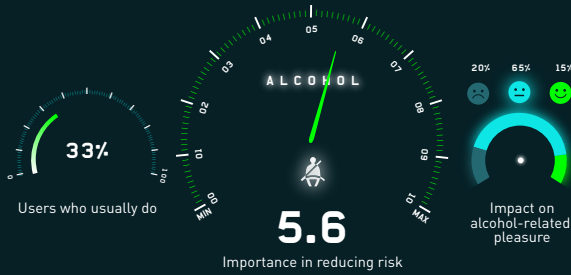 00
01
02
03
04
05
06
07
08
09
10
MIN
MAX
ALCOHOL
5.6
Importance in reducing risk
0
100
33%
Users who usually do
20%
65%
15%
Impact on
alcohol-related
pleasure